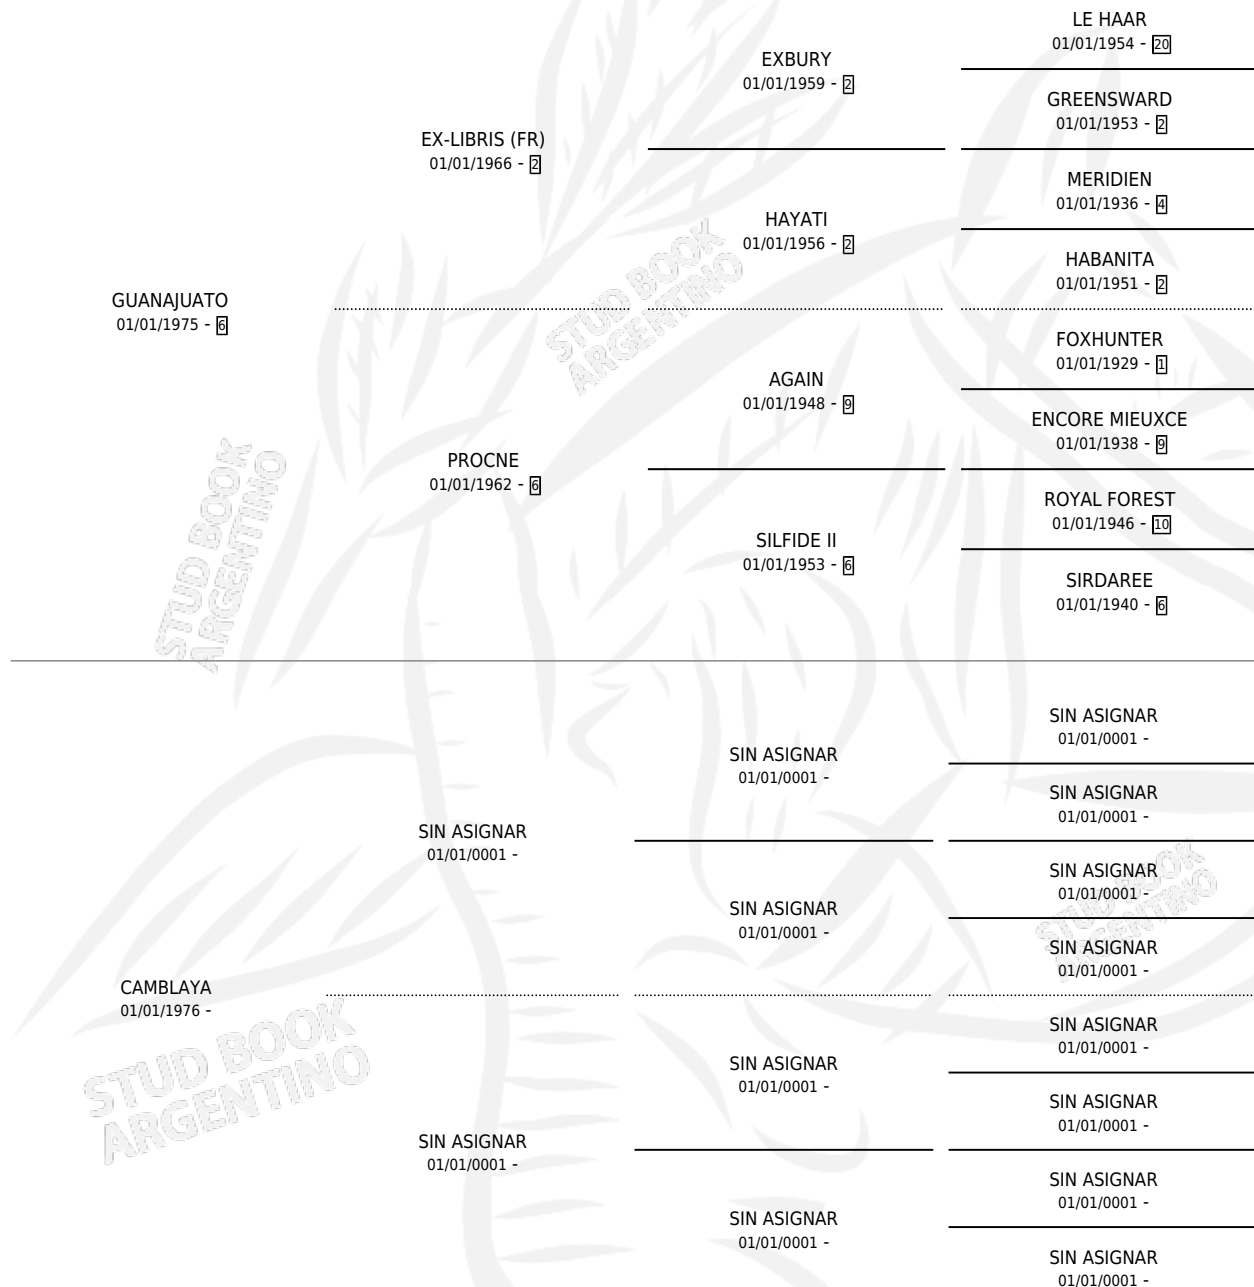 LE HAAR
01/01/1954 - 20
EXBURY
01/01/1959 - 2
GREENSWARD
01/01/1953 - 2
EX-LIBRIS (FR)
01/01/1966 - 2
MERIDIEN
01/01/1936 - 4
HAYATI
01/01/1956 - 2
HABANITA
01/01/1951 - 2
GUANAJUATO
01/01/1975 - 6
FOXHUNTER
01/01/1929 - 1
AGAIN
01/01/1948 - 9
ENCORE MIEUXCE
01/01/1938 - 9
PROCNE
01/01/1962 - 6
ROYAL FOREST
01/01/1946 - 10
SILFIDE II
01/01/1953 - 6
SIRDAREE
01/01/1940 - 6
STUD BOOK
ARGENTINO
STUD BOOK
ARGENTINO
SIN ASIGNAR
01/01/0001 -
SIN ASIGNAR
01/01/0001 -
SIN ASIGNAR
01/01/0001 -
SIN ASIGNAR
01/01/0001 -
SIN ASIGNAR
01/01/0001 -
SIN ASIGNAR
01/01/0001 -
SIN ASIGNAR
01/01/0001 -
STUD BOOK
ARGENTINO
CAMBLAYA
01/01/1976 -
SIN ASIGNAR
01/01/0001 -
SIN ASIGNAR
01/01/0001 -
SIN ASIGNAR
01/01/0001 -
SIN ASIGNAR
01/01/0001 -
SIN ASIGNAR
01/01/0001 -
SIN ASIGNAR
01/01/0001 -
SIN ASIGNAR
01/01/0001 -
STUD BOOK
ARGENTINO